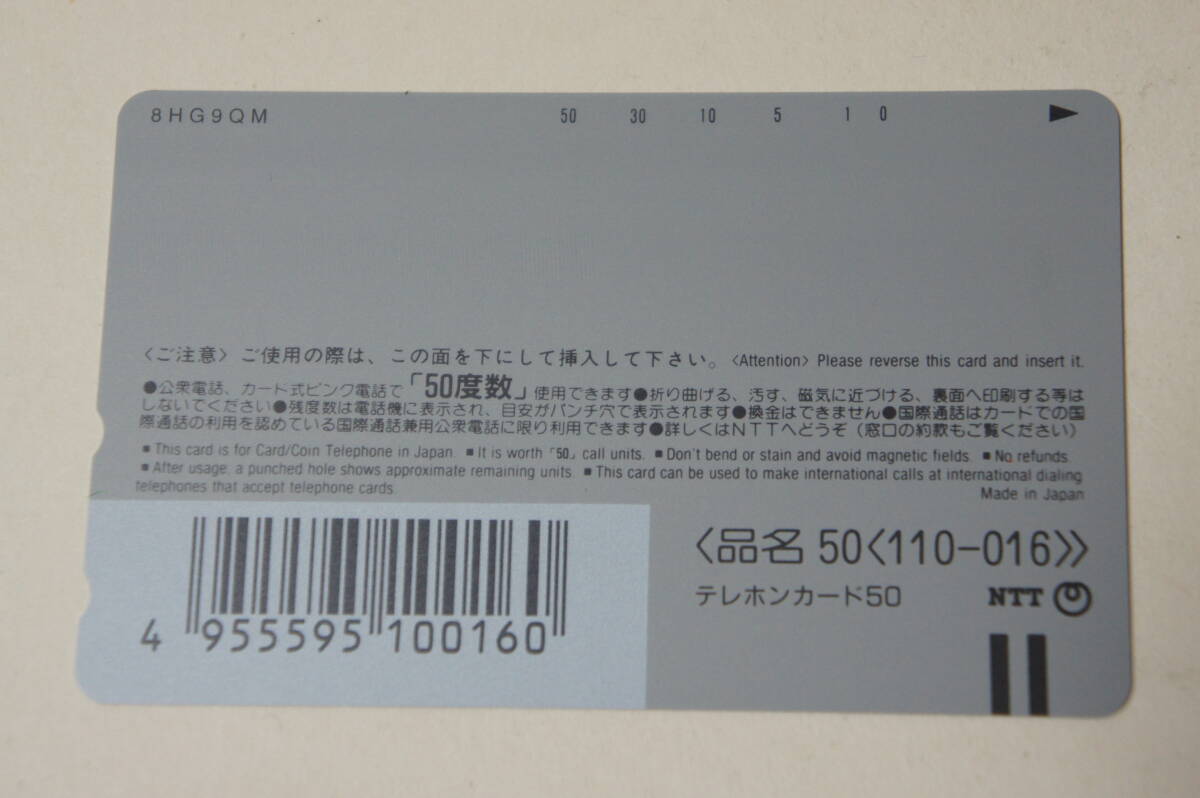 8HG9QM 50 30 10 5 1 0
〈ご注意〉ご使用の際は、この面を下にして挿入して下さい。〈Attention〉Please reverse this card and insert it.
●公衆電話、カード式ピンク電話で「50度数」使用できます●折り曲げる、汚す、磁気に近づける、裏面へ印刷する等は
しないでください●残度数は電話機に表示され、目安がパンチ穴で表示されます●換金はできません●国際通話はカードでの国
際通話の利用を認めている国際通話兼用公衆電話に限り利用できます●詳しくはNTTへどうぞ(窓口の約款もご覧ください)
■This card is for Card/Coin Telephone in Japan. ■It is worth「50」call units. ■Don't bend or stain and avoid magnetic fields. ■No refunds.
■After usage, a punched hole shows approximate remaining units. ■This card can be used to make international calls at international dialing
telephones that accept telephone cards.
Made in Japan
〈品名 50〈110-016〉〉
テレホンカード50 NTT
4 955595 100160